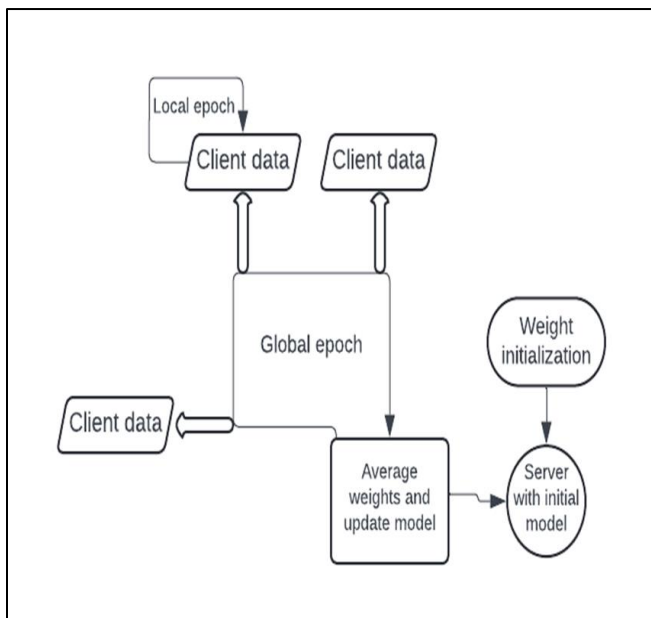 Local epoch
Client data
Client data
Global epoch
Weight
initialization
Client data
Average
weights and
update model
Server
with initial
model